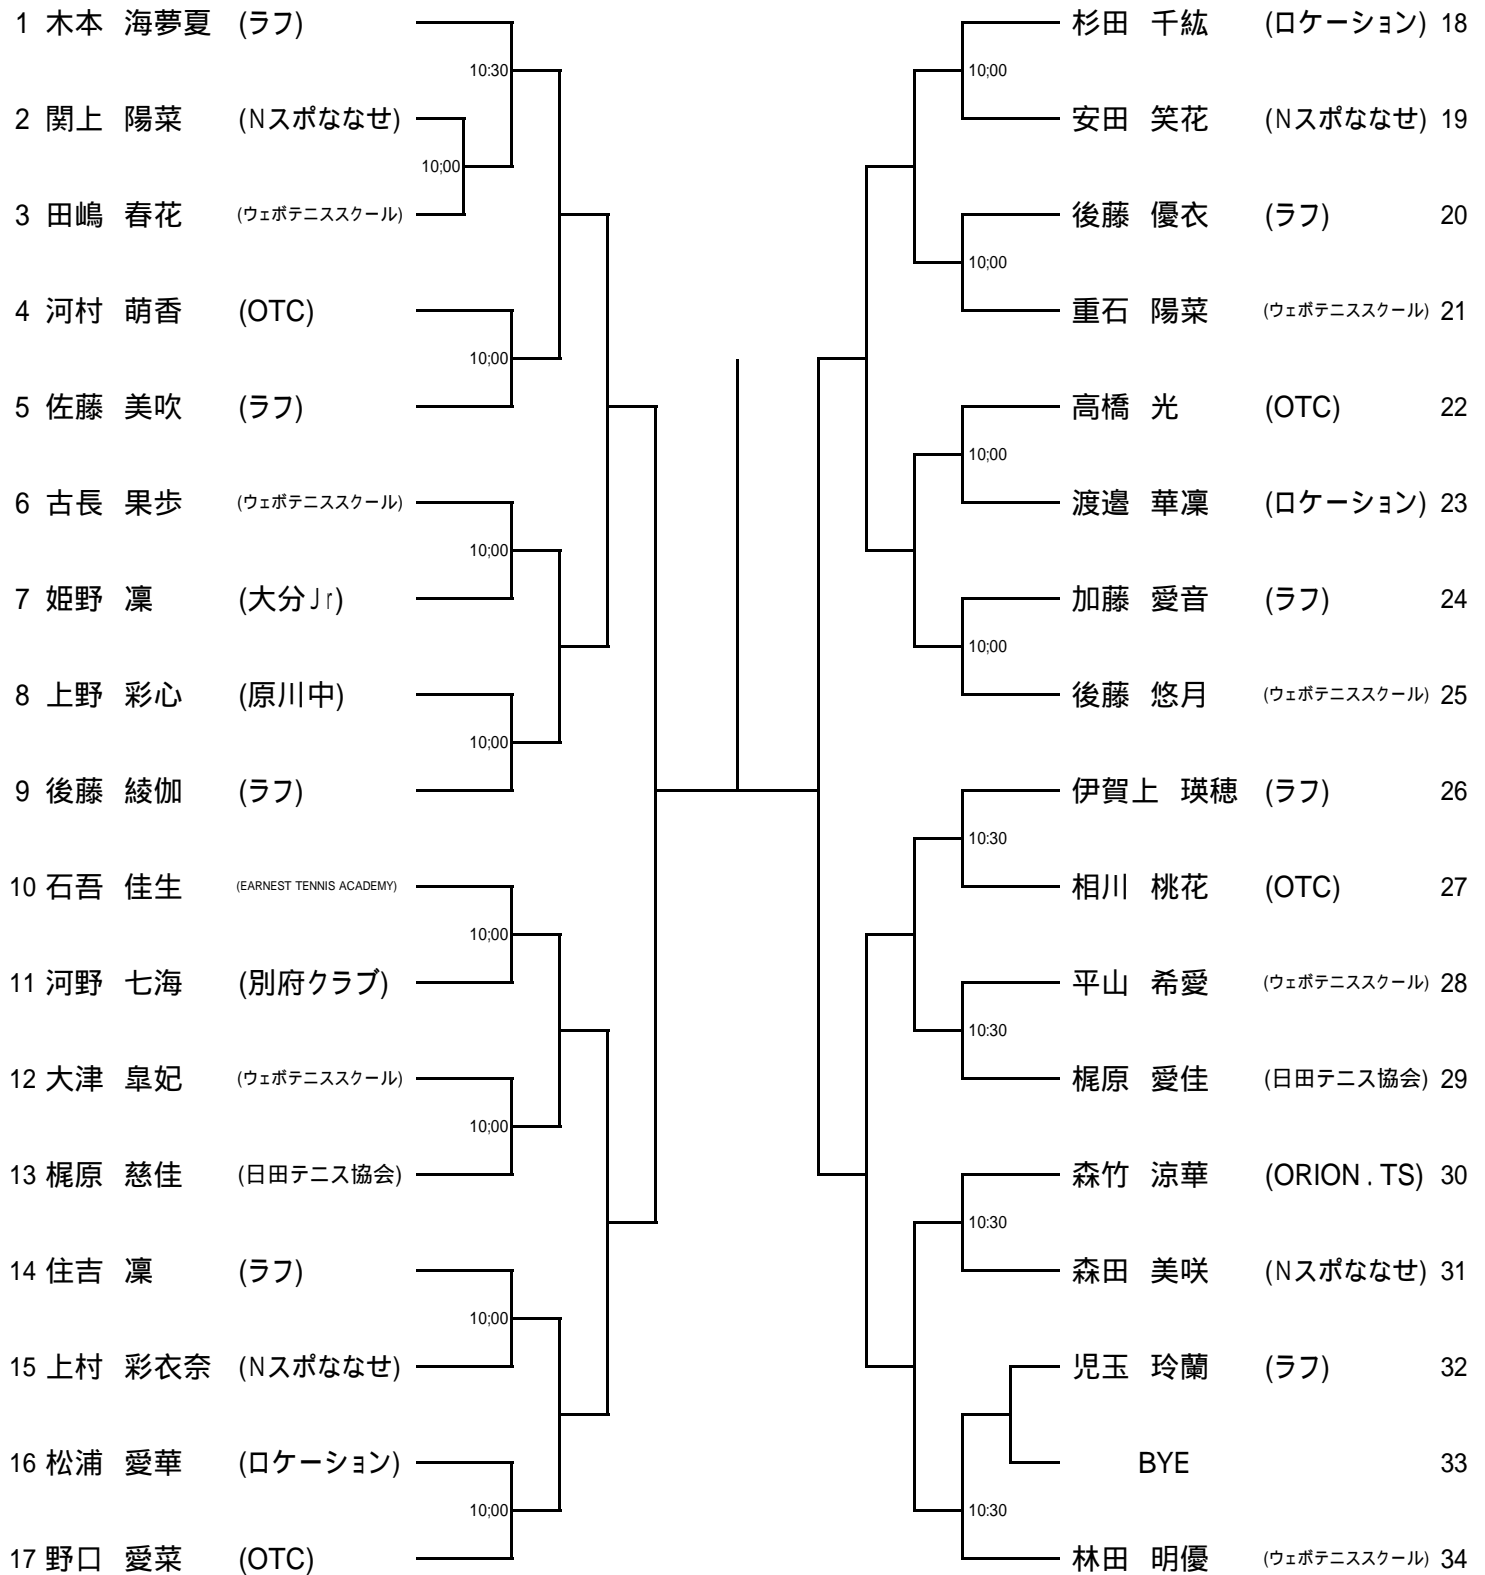 1 木本 海夢夏 (ラフ)
10:30
2 関上 陽菜 (Nスポななせ)
10;00
3 田嶋 春花 (ウェボテニススクール)
4 河村 萌香 (OTC)
10;00
5 佐藤 美吹 (ラフ)
6 古長 果歩 (ウェボテニススクール)
10;00
7 姫野 凜 (大分Jr)
8 上野 彩心 (原川中)
10;00
9 後藤 綾伽 (ラフ)
10 石吾 佳生 (EARNEST TENNIS ACADEMY)
10;00
11 河野 七海 (別府クラブ)
12 大津 皐妃 (ウェボテニススクール)
10;00
13 梶原 慈佳 (日田テニス協会)
14 住吉 凜 (ラフ)
10;00
15 上村 彩衣奈 (Nスポななせ)
16 松浦 愛華 (ロケーション)
10;00
17 野口 愛菜 (OTC)
杉田 千紘 (ロケーション) 18
10;00
安田 笑花 (Nスポななせ) 19
後藤 優衣 (ラフ) 20
10;00
重石 陽菜 (ウェボテニススクール) 21
高橋 光 (OTC) 22
10;00
渡邉 華凜 (ロケーション) 23
加藤 愛音 (ラフ) 24
10;00
後藤 悠月 (ウェボテニススクール) 25
伊賀上 瑛穂 (ラフ) 26
10:30
相川 桃花 (OTC) 27
平山 希愛 (ウェボテニススクール) 28
10:30
梶原 愛佳 (日田テニス協会) 29
森竹 涼華 (ORION . TS) 30
10:30
森田 美咲 (Nスポななせ) 31
児玉 玲蘭 (ラフ) 32
BYE 33
10:30
林田 明優 (ウェボテニススクール) 34